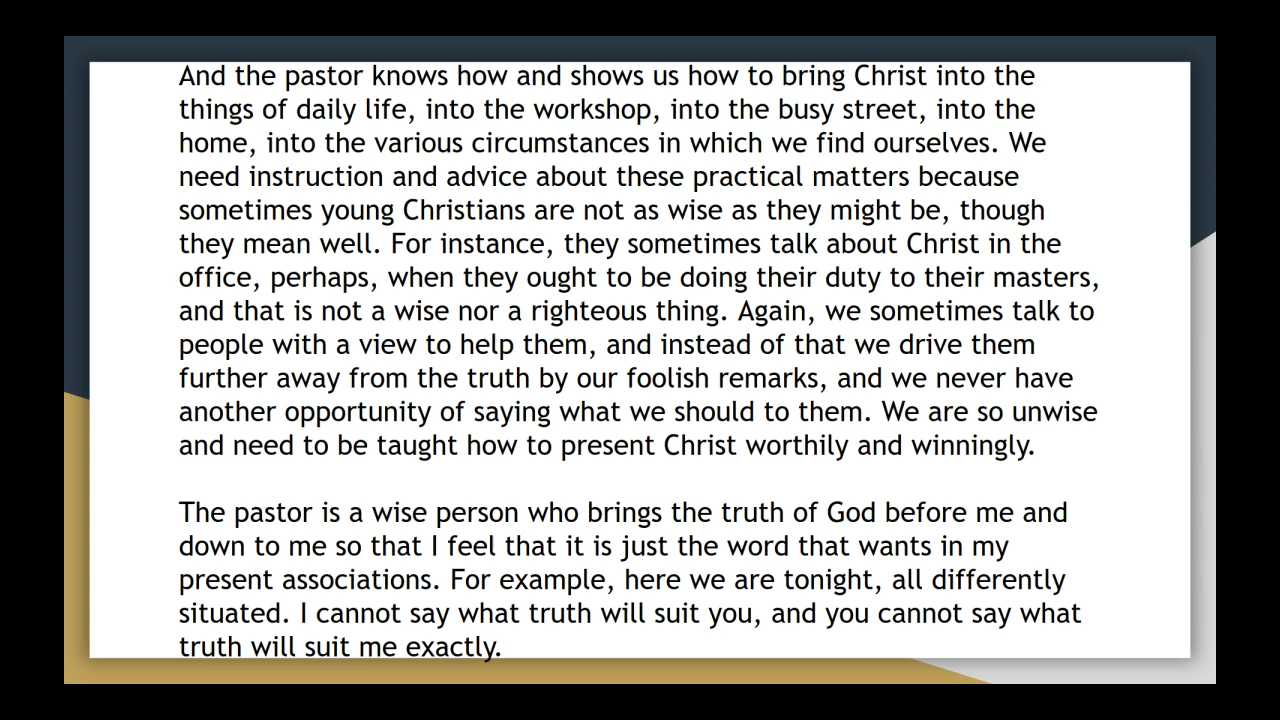 And the pastor knows how and shows us how to bring Christ into the
things of daily life, into the workshop, into the busy street, into the
home, into the various circumstances in which we find ourselves. We
need instruction and advice about these practical matters because
sometimes young Christians are not as wise as they might be, though
they mean well. For instance, they sometimes talk about Christ in the
office, perhaps, when they ought to be doing their duty to their masters,
and that is not a wise nor a righteous thing. Again, we sometimes talk to
people with a view to help them, and instead of that we drive them
further away from the truth by our foolish remarks, and we never have
another opportunity of saying what we should to them. We are so unwise
and need to be taught how to present Christ worthily and winningly.
The pastor is a wise person who brings the truth of God before me and
down to me so that I feel that it is just the word that wants in my
present associations. For example, here we are tonight, all differently
situated. I cannot say what truth will suit you, and you cannot say what
truth will suit me exactly.